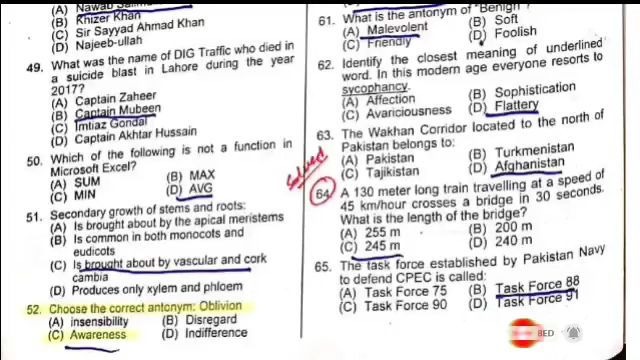 (A) Nawab Salim
(B) Khizer Khan
(C) Sir Sayyad Ahmad Khan
(D) Najeeb-ullah
49. What was the name of DIG Traffic who died in
a suicide blast in Lahore during the year
2017?
(A) Captain Zaheer
(B) Captain Mubeen
(C) Imtiaz Gondal
(D) Captain Akhtar Hussain
50. Which of the following is not a function in
Microsoft Excel?
(A) SUM (B) MAX
(C) MIN (D) AVG
51. Secondary growth of stems and roots:
(A) Is brought about by the apical meristems
(B) Is common in both monocots and
eudicots
(C) Is brought about by vascular and cork
cambia
(D) Produces only xylem and phloem
52. Choose the correct antonym: Oblivion
(A) insensibility (B) Disregard
(C) Awareness (D) Indifference
61. What is the antonym of "Benign"?
(A) Malevolent (B) Soft
(C) Friendly (D) Foolish
62. Identify the closest meaning of underlined
word. In this modern age everyone resorts to
sycophancy.
(A) Affection (B) Sophistication
(C) Avariciousness (D) Flattery
63. The Wakhan Corridor located to the north of
Pakistan belongs to:
(A) Pakistan (B) Turkmenistan
(C) Tajikistan (D) Afghanistan
Solved
64. A 130 meter long train travelling at a speed of
45 km/hour crosses a bridge in 30 seconds.
What is the length of the bridge?
(A) 255 m (B) 200 m
(C) 245 m (D) 240 m
65. The task force established by Pakistan Navy
to defend CPEC is called:
(A) Task Force 75 (B) Task Force 88
(C) Task Force 90 (D) Task Force 91
BED